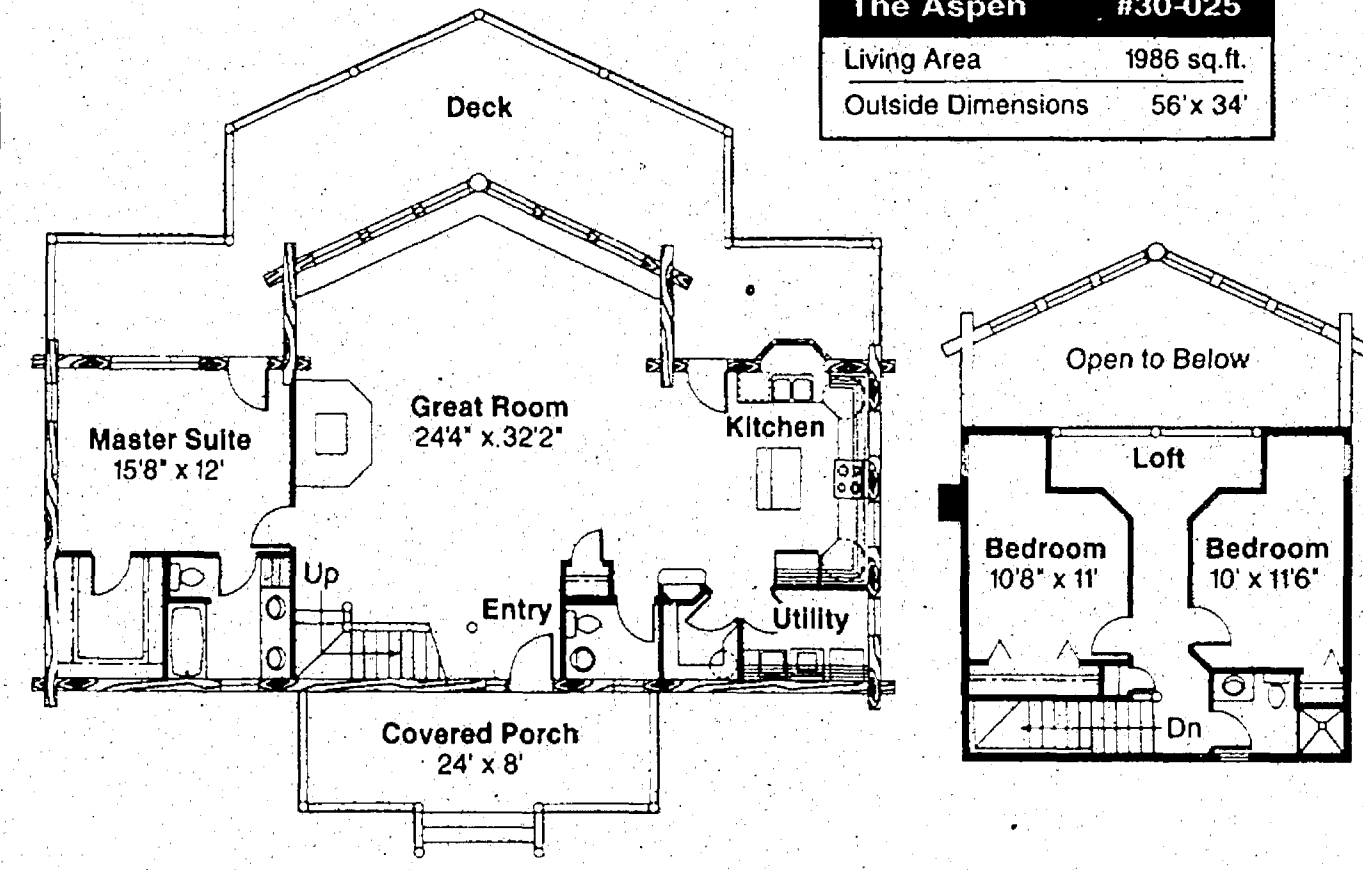 The Aspen #30-025
Living Area 1986 sq.ft.
Outside Dimensions 56' x 34'
Deck
Great Room
24'4" x 32'2"
Master Suite
15'8" x 12'
Kitchen
Up
Entry
Utility
Covered Porch
24' x 8'
Open to Below
Loft
Bedroom
10'8" x 11'
Bedroom
10' x 11'6"
Dn